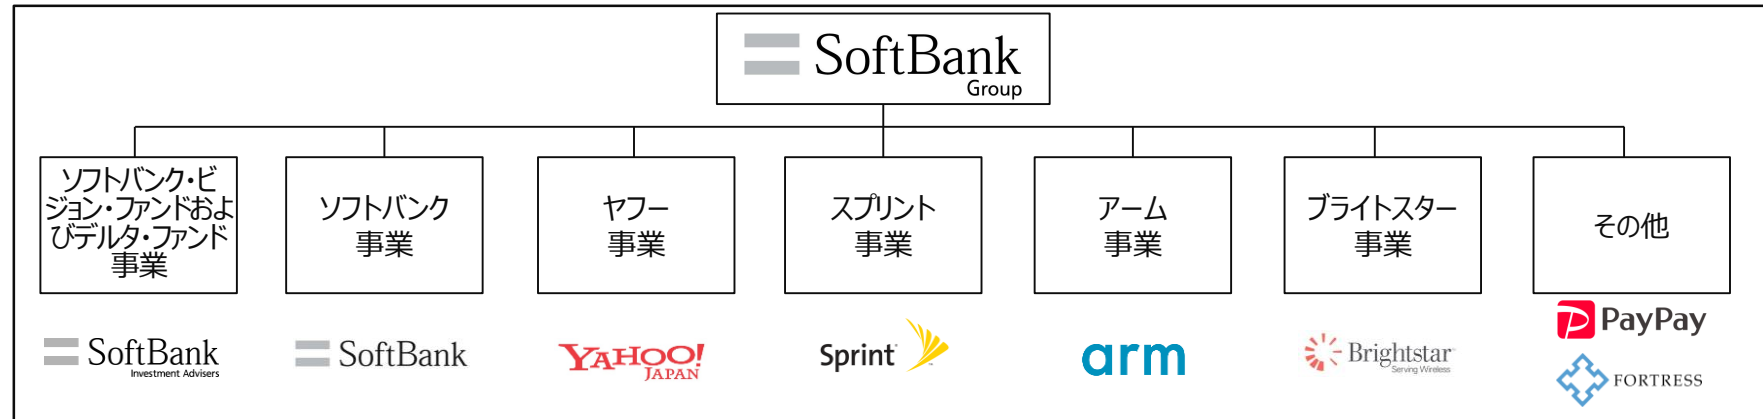 SoftBank
Group
ソフトバンク・ビ
ジョン・ファンドおよ
びデルタ・ファンド
事業
ソフトバンク
事業
ヤフー
事業
スプリント
事業
アーム
事業
ブライトスター
事業
その他
SoftBank
Investment Advisers
SoftBank
YAHOO!
JAPAN
Sprint
arm
Brightstar
Serving Wireless
PayPay
FORTRESS